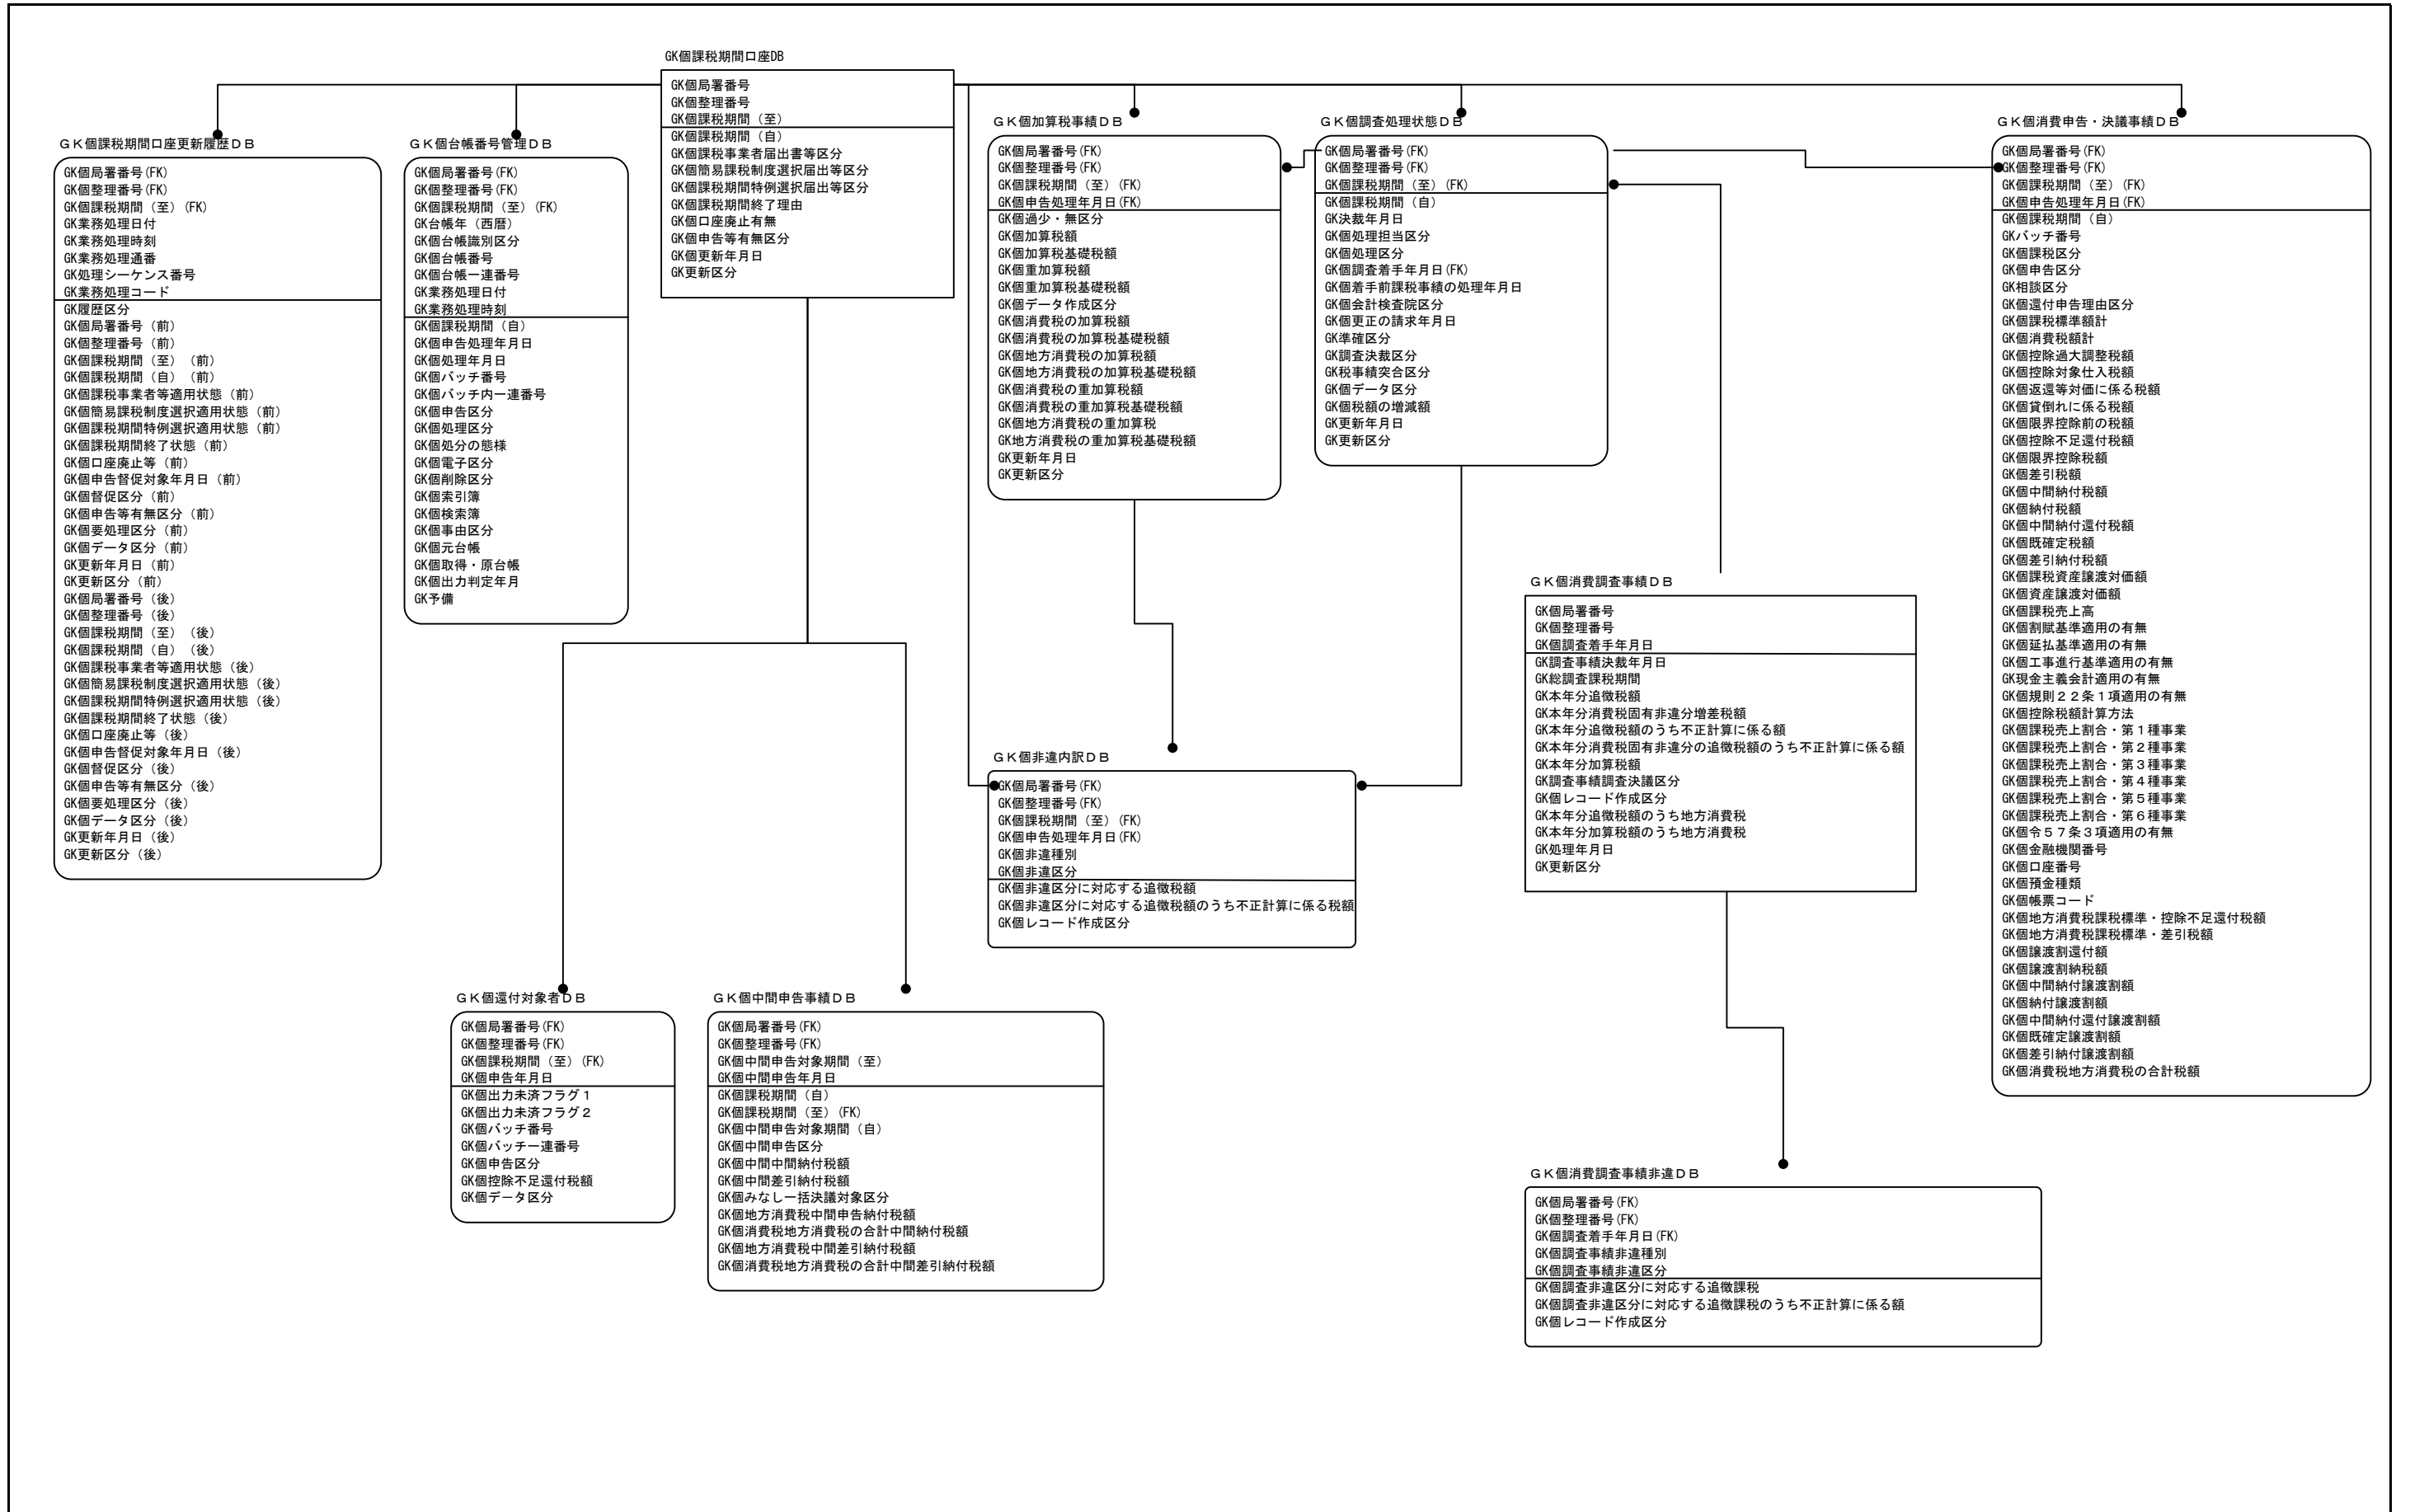 GK個課税期間口座DB
GK個局署番号
GK個整理番号
GK個課税期間（至）
GK個課税期間（自）
GK個課税事業者届出書等区分
GK個簡易課税制度選択届出等区分
GK個課税期間特例選択届出等区分
GK個課税期間終了理由
GK個口座廃止有無
GK個申告等有無区分
GK個更新年月日
GK更新区分
ＧＫ個課税期間口座更新履歴ＤＢ
GK個局署番号(FK)
GK個整理番号(FK)
GK個課税期間（至）(FK)
GK業務処理日付
GK業務処理時刻
GK業務処理通番
GK処理シーケンス番号
GK業務処理コード
GK履歴区分
GK個局署番号（前）
GK個整理番号（前）
GK個課税期間（至）（前）
GK個課税期間（自）（前）
GK個課税事業者等適用状態（前）
GK個簡易課税制度選択適用状態（前）
GK個課税期間特例選択適用状態（前）
GK個課税期間終了状態（前）
GK個口座廃止等（前）
GK個申告督促対象年月日（前）
GK個督促区分（前）
GK個申告等有無区分（前）
GK個要処理区分（前）
GK個データ区分（前）
GK更新年月日（前）
GK更新区分（前）
GK個局署番号（後）
GK個整理番号（後）
GK個課税期間（至）（後）
GK個課税期間（自）（後）
GK個課税事業者等適用状態（後）
GK個簡易課税制度選択適用状態（後）
GK個課税期間特例選択適用状態（後）
GK個課税期間終了状態（後）
GK個口座廃止等（後）
GK個申告督促対象年月日（後）
GK個督促区分（後）
GK個申告等有無区分（後）
GK個要処理区分（後）
GK個データ区分（後）
GK更新年月日（後）
GK更新区分（後）
ＧＫ個台帳番号管理ＤＢ
GK個局署番号(FK)
GK個整理番号(FK)
GK個課税期間（至）(FK)
GK台帳年（西暦）
GK個台帳識別区分
GK個台帳番号
GK個台帳一連番号
GK業務処理日付
GK業務処理時刻
GK個課税期間（自）
GK個申告処理年月日
GK個処理年月日
GK個バッチ番号
GK個バッチ内一連番号
GK個申告区分
GK個処理区分
GK個処分の態様
GK個電子区分
GK個削除区分
GK個索引簿
GK個検索簿
GK個事由区分
GK個元台帳
GK個取得・原台帳
GK個出力判定年月
GK予備
ＧＫ個加算税事績ＤＢ
GK個局署番号(FK)
GK個整理番号(FK)
GK個課税期間（至）(FK)
GK個申告処理年月日(FK)
GK個過少・無区分
GK個加算税額
GK個加算税基礎税額
GK個重加算税額
GK個重加算税基礎税額
GK個データ作成区分
GK個消費税の加算税額
GK個消費税の加算税基礎税額
GK個地方消費税の加算税額
GK個地方消費税の加算税基礎税額
GK個消費税の重加算税額
GK個消費税の重加算税基礎税額
GK個地方消費税の重加算税
GK地方消費税の重加算税基礎税額
GK更新年月日
GK個更新区分
ＧＫ個調査処理状態ＤＢ
GK個局署番号(FK)
GK個整理番号(FK)
GK個課税期間（至）(FK)
GK個課税期間（自）
GK決裁年月日
GK個処理担当区分
GK個処理区分
GK個調査着手年月日(FK)
GK個着手前課税事績の処理年月日
GK個会計検査院区分
GK個更正の請求年月日
GK準確区分
GK調査決裁区分
GK税事績突合区分
GK個データ区分
GK個税額の増減額
GK更新年月日
GK更新区分
ＧＫ個消費申告・決議事績ＤＢ
GK個局署番号(FK)
GK個整理番号(FK)
GK個課税期間（至）(FK)
GK個申告処理年月日(FK)
GK個課税期間（自）
GKバッチ番号
GK個課税区分
GK個申告区分
GK相談区分
GK個還付申告理由区分
GK個課税標準額計
GK個消費税額計
GK個控除過大調整税額
GK個控除対象仕入税額
GK個返還等対価に係る税額
GK個貸倒れに係る税額
GK個限界控除前の税額
GK個控除不足還付税額
GK個限界控除税額
GK個差引税額
GK個中間納付税額
GK個納付税額
GK個中間納付還付税額
GK個既確定税額
GK個差引納付税額
GK個課税資産譲渡対価額
GK個資産譲渡対価額
GK個課税売上高
GK個割賦基準適用の有無
GK個延払基準適用の有無
GK個工事進行基準適用の有無
GK現金主義会計適用の有無
GK個規則２２条１項適用の有無
GK個控除税額計算方法
GK個課税売上割合・第１種事業
GK個課税売上割合・第２種事業
GK個課税売上割合・第３種事業
GK個課税売上割合・第４種事業
GK個課税売上割合・第５種事業
GK個課税売上割合・第６種事業
GK個令５７条３項適用の有無
GK個金融機関番号
GK個口座番号
GK個預金種類
GK個帳票コード
GK個地方消費税課税標準・控除不足還付税額
GK個地方消費税課税標準・差引税額
GK個譲渡割還付額
GK個譲渡割納税額
GK個中間納付譲渡割額
GK個納付譲渡割額
GK個中間納付還付譲渡割額
GK個既確定譲渡割額
GK個差引納付譲渡割額
GK個消費税地方消費税の合計税額
ＧＫ個消費調査事績ＤＢ
GK個局署番号
GK個整理番号
GK個調査着手年月日
GK調査事績決裁年月日
GK総調査課税期間
GK本年分追徴税額
GK本年分消費税固有非違分増差税額
GK本年分追徴税額のうち不正計算に係る額
GK本年分消費税固有非違分の追徴税額のうち不正計算に係る額
GK本年分加算税額
GK調査事績調査決議区分
GK個レコード作成区分
GK本年分追徴税額のうち地方消費税
GK本年分加算税額のうち地方消費税
GK処理年月日
GK更新区分
ＧＫ個非違内訳ＤＢ
GK個局署番号(FK)
GK個整理番号(FK)
GK個課税期間（至）(FK)
GK個申告処理年月日(FK)
GK個非違種別
GK個非違区分
GK個非違区分に対応する追徴税額
GK個非違区分に対応する追徴税額のうち不正計算に係る税額
GK個レコード作成区分
ＧＫ個還付対象者ＤＢ
GK個局署番号(FK)
GK個整理番号(FK)
GK個課税期間（至）(FK)
GK個申告年月日
GK個出力未済フラグ１
GK個出力未済フラグ２
GK個バッチ番号
GK個バッチ一連番号
GK個申告区分
GK個控除不足還付税額
GK個データ区分
ＧＫ個中間申告事績ＤＢ
GK個局署番号(FK)
GK個整理番号(FK)
GK個中間申告対象期間（至）
GK個中間申告年月日
GK個課税期間（自）
GK個課税期間（至）(FK)
GK個中間申告対象期間（自）
GK個中間申告区分
GK個中間中間納付税額
GK個中間差引納付税額
GK個みなし一括決議対象区分
GK個地方消費税中間申告納付税額
GK個消費税地方消費税の合計中間納付税額
GK個地方消費税中間差引納付税額
GK個消費税地方消費税の合計中間差引納付税額
ＧＫ個消費調査事績非違ＤＢ
GK個局署番号(FK)
GK個整理番号(FK)
GK個調査着手年月日(FK)
GK個調査事績非違種別
GK個調査事績非違区分
GK個調査非違区分に対応する追徴課税
GK個調査非違区分に対応する追徴課税のうち不正計算に係る額
GK個レコード作成区分